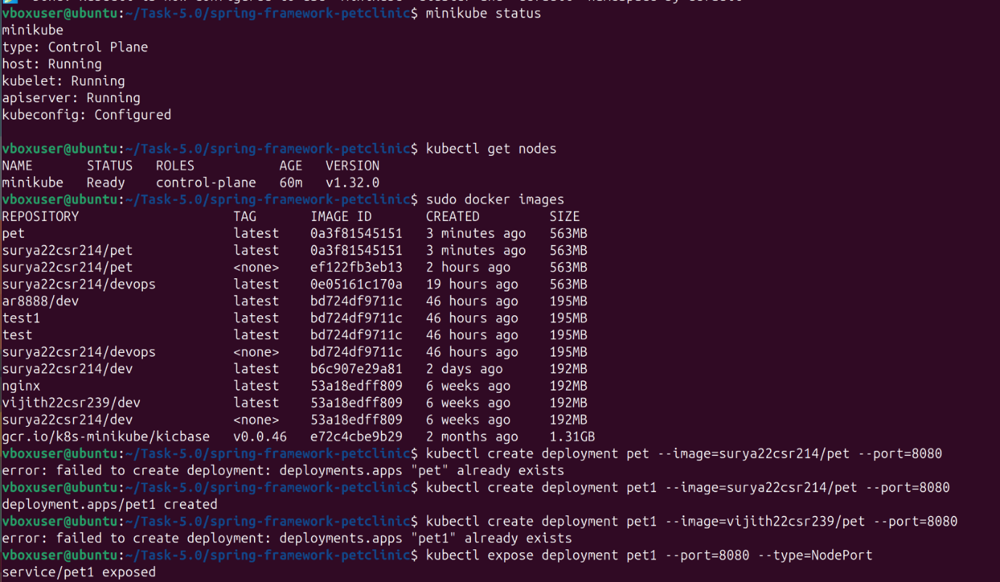 vboxuser@ubuntu:~/Task-5.0/spring-framework-petclinic$ minikube status
minikube
type: Control Plane
host: Running
kubelet: Running
apiserver: Running
kubeconfig: Configured
vboxuser@ubuntu:~/Task-5.0/spring-framework-petclinic$ kubectl get nodes
NAME       STATUS   ROLES           AGE   VERSION
minikube   Ready    control-plane   60m   v1.32.0
vboxuser@ubuntu:~/Task-5.0/spring-framework-petclinic$ sudo docker images
REPOSITORY                    TAG       IMAGE ID       CREATED         SIZE
pet                           latest    0a3f81545151   3 minutes ago   563MB
surya22csr214/pet             latest    0a3f81545151   3 minutes ago   563MB
surya22csr214/pet             <none>    ef122fb3eb13   2 hours ago     563MB
surya22csr214/devops          latest    0e05161c170a   19 hours ago    563MB
ar8888/dev                    latest    bd724df9711c   46 hours ago    195MB
test1                         latest    bd724df9711c   46 hours ago    195MB
test                          latest    bd724df9711c   46 hours ago    195MB
surya22csr214/devops          <none>    bd724df9711c   46 hours ago    195MB
surya22csr214/dev             latest    b6c907e29a81   2 days ago      192MB
nginx                         latest    53a18edff809   6 weeks ago     192MB
vijith22csr239/dev            latest    53a18edff809   6 weeks ago     192MB
surya22csr214/dev             <none>    53a18edff809   6 weeks ago     192MB
gcr.io/k8s-minikube/kicbase   v0.0.46   e72c4cbe9b29   2 months ago    1.31GB
vboxuser@ubuntu:~/Task-5.0/spring-framework-petclinic$ kubectl create deployment pet --image=surya22csr214/pet --port=8080
error: failed to create deployment: deployments.apps "pet" already exists
vboxuser@ubuntu:~/Task-5.0/spring-framework-petclinic$ kubectl create deployment pet1 --image=surya22csr214/pet --port=8080
deployment.apps/pet1 created
vboxuser@ubuntu:~/Task-5.0/spring-framework-petclinic$ kubectl create deployment pet1 --image=vijith22csr239/pet --port=8080
error: failed to create deployment: deployments.apps "pet1" already exists
vboxuser@ubuntu:~/Task-5.0/spring-framework-petclinic$ kubectl expose deployment pet1 --port=8080 --type=NodePort
service/pet1 exposed